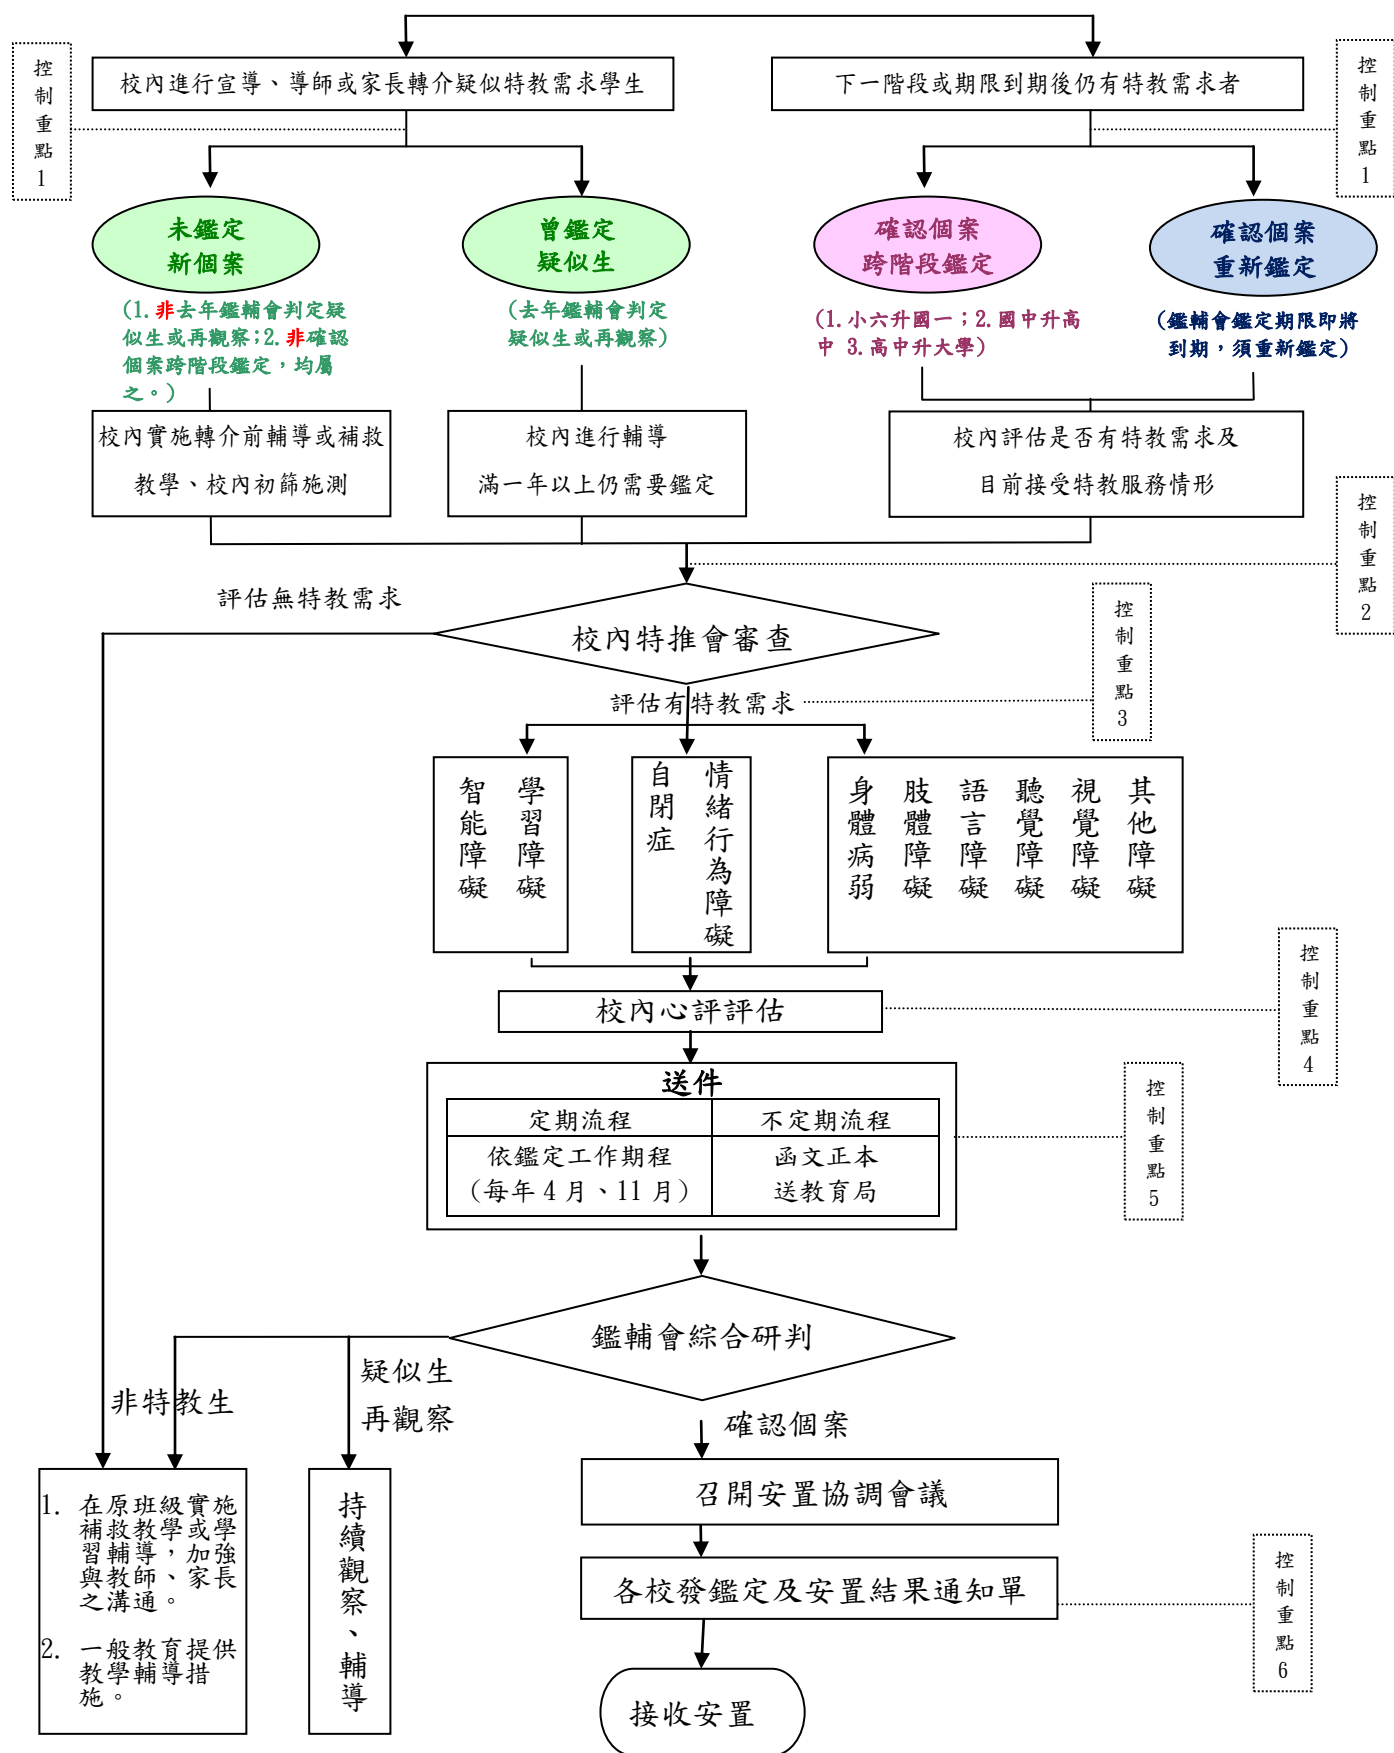 控
制
重
點
1
校內進行宣導、導師或家長轉介疑似特教需求學生
下一階段或期限到期後仍有特教需求者
控
制
重
點
1
未鑑定
新個案
曾鑑定
疑似生
確認個案
跨階段鑑定
確認個案
重新鑑定
(1.非去年鑑輔會判定疑
似生或再觀察;2.非確認
個案跨階段鑑定，均屬
之。)
(去年鑑輔會判定
疑似生或再觀察)
(1.小六升國一；2.國中升高
中 3.高中升大學)
(鑑輔會鑑定期限即將
到期，須重新鑑定)
校內實施轉介前輔導或補救
教學、校內初篩施測
校內進行輔導
滿一年以上仍需要鑑定
校內評估是否有特教需求及
目前接受特教服務情形
控
制
重
點
2
評估無特教需求
校內特推會審查
評估有特教需求
控
制
重
點
3
智能障礙
學習障礙
自閉症
情緒行為障礙
身體病弱
肢體障礙
語言障礙
聽覺障礙
視覺障礙
其他障礙
校內心評評估
控
制
重
點
4
送件
定期流程
不定期流程
依鑑定工作期程
(每年 4 月、11 月)
函文正本
送教育局
控
制
重
點
5
鑑輔會綜合研判
非特教生
疑似生
再觀察
確認個案
1. 在原班級實施
補救教學或學
習輔導，加強
與教師、家長
之溝通。
2. 一般教育提供
教學輔導措
施。
持續觀察、輔導
召開安置協調會議
各校發鑑定及安置結果通知單
控
制
重
點
6
接收安置